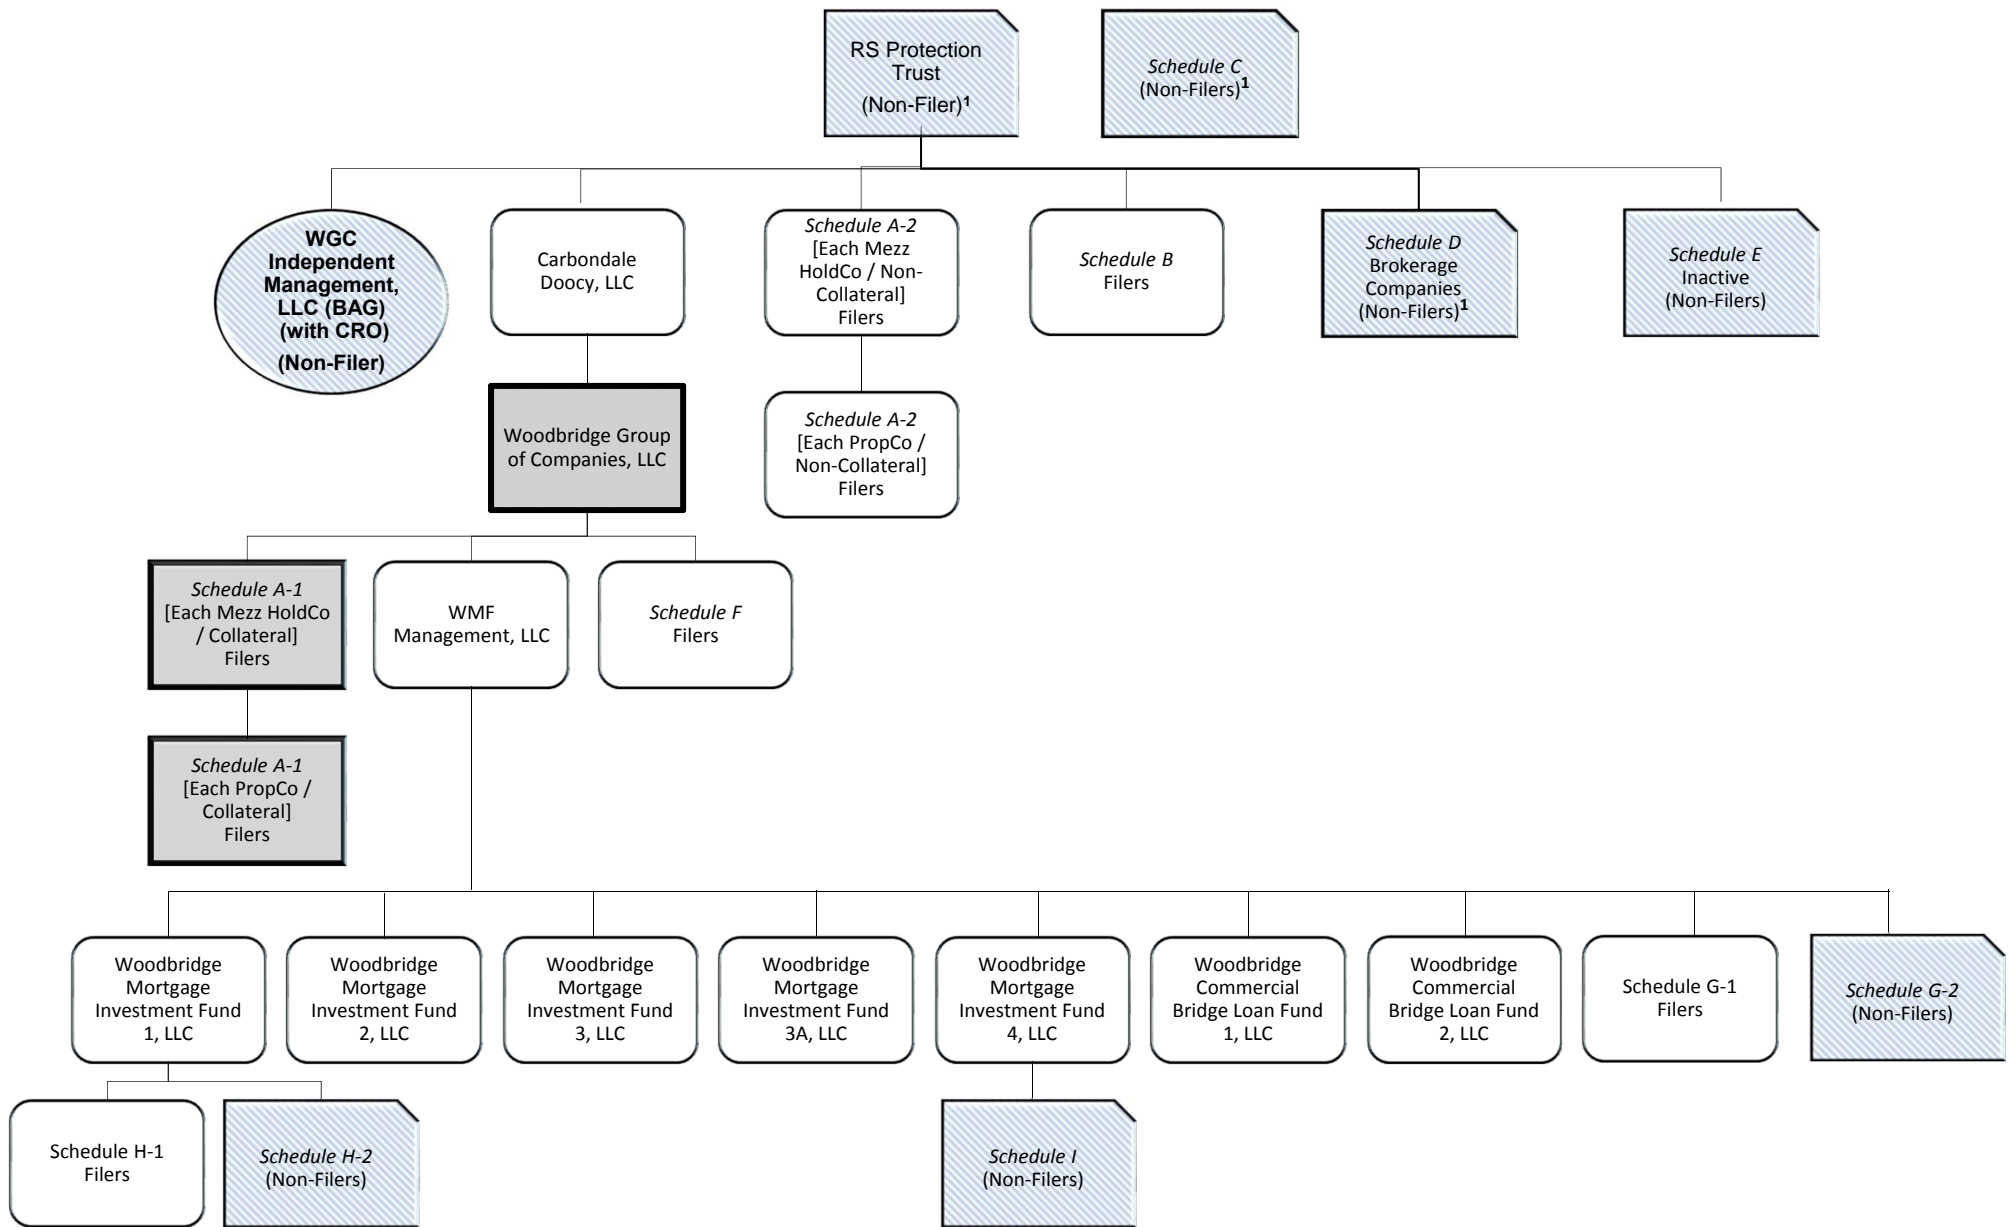 RS Protection
Trust
(Non-Filer)1
Schedule C
(Non-Filers)1
WGC
Independent
Management,
LLC (BAG)
(with CRO)
(Non-Filer)
Carbondale
Doocy, LLC
Schedule A-2
[Each Mezz
HoldCo / Non-
Collateral]
Filers
Schedule B
Filers
Schedule D
Brokerage
Companies
(Non-Filers)1
Schedule E
Inactive
(Non-Filers)
Woodbridge Group
of Companies, LLC
Schedule A-2
[Each PropCo /
Non-Collateral]
Filers
Schedule A-1
[Each Mezz HoldCo
/ Collateral]
Filers
WMF
Management, LLC
Schedule F
Filers
Schedule A-1
[Each PropCo /
Collateral]
Filers
Woodbridge
Mortgage
Investment Fund
1, LLC
Woodbridge
Mortgage
Investment Fund
2, LLC
Woodbridge
Mortgage
Investment Fund
3, LLC
Woodbridge
Mortgage
Investment Fund
3A, LLC
Woodbridge
Mortgage
Investment Fund
4, LLC
Woodbridge
Commercial
Bridge Loan Fund
1, LLC
Woodbridge
Commercial
Bridge Loan Fund
2, LLC
Schedule G-1
Filers
Schedule G-2
(Non-Filers)
Schedule H-1
Filers
Schedule H-2
(Non-Filers)
Schedule I
(Non-Filers)